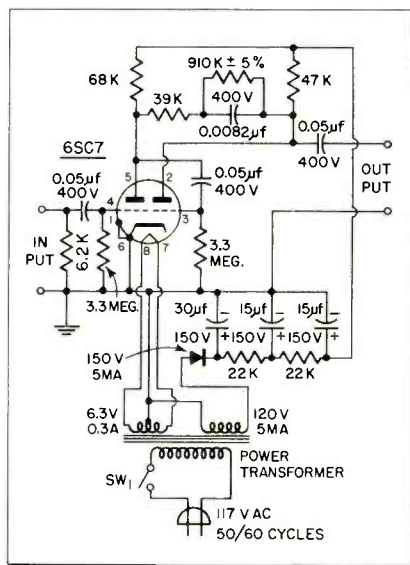 910K ± 5%
68K
47K
39K
400V
0.0082µf
6SC7
0.05µf
400V
5
2
0.05µf
400V
0.05µf
400V
OUT
PUT
4
1
3
6
8
7
IN
PUT
6.2K
3.3
MEG.
3.3 MEG.
30µf
15µf
15µf
150V
150V
150V
150V
5MA
22K
22K
6.3V
0.3A
120V
5MA
POWER
TRANSFORMER
SW1
117 V AC
50/60 CYCLES